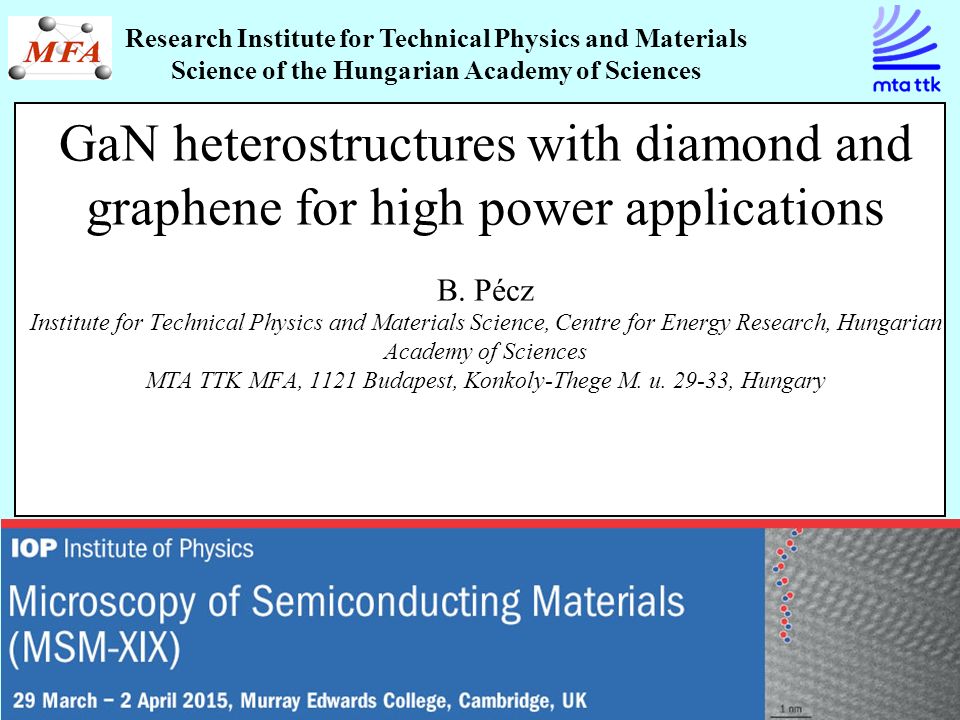 MFA
Research Institute for Technical Physics and Materials
Science of the Hungarian Academy of Sciences
mta ttk
GaN heterostructures with diamond and
graphene for high power applications
B. Pécz
Institute for Technical Physics and Materials Science, Centre for Energy Research, Hungarian
Academy of Sciences
MTA TTK MFA, 1121 Budapest, Konkoly-Thege M. u. 29-33, Hungary
IOP Institute of Physics
Microscopy of Semiconducting Materials
(MSM-XIX)
29 March – 2 April 2015, Murray Edwards College, Cambridge, UK
1 nm